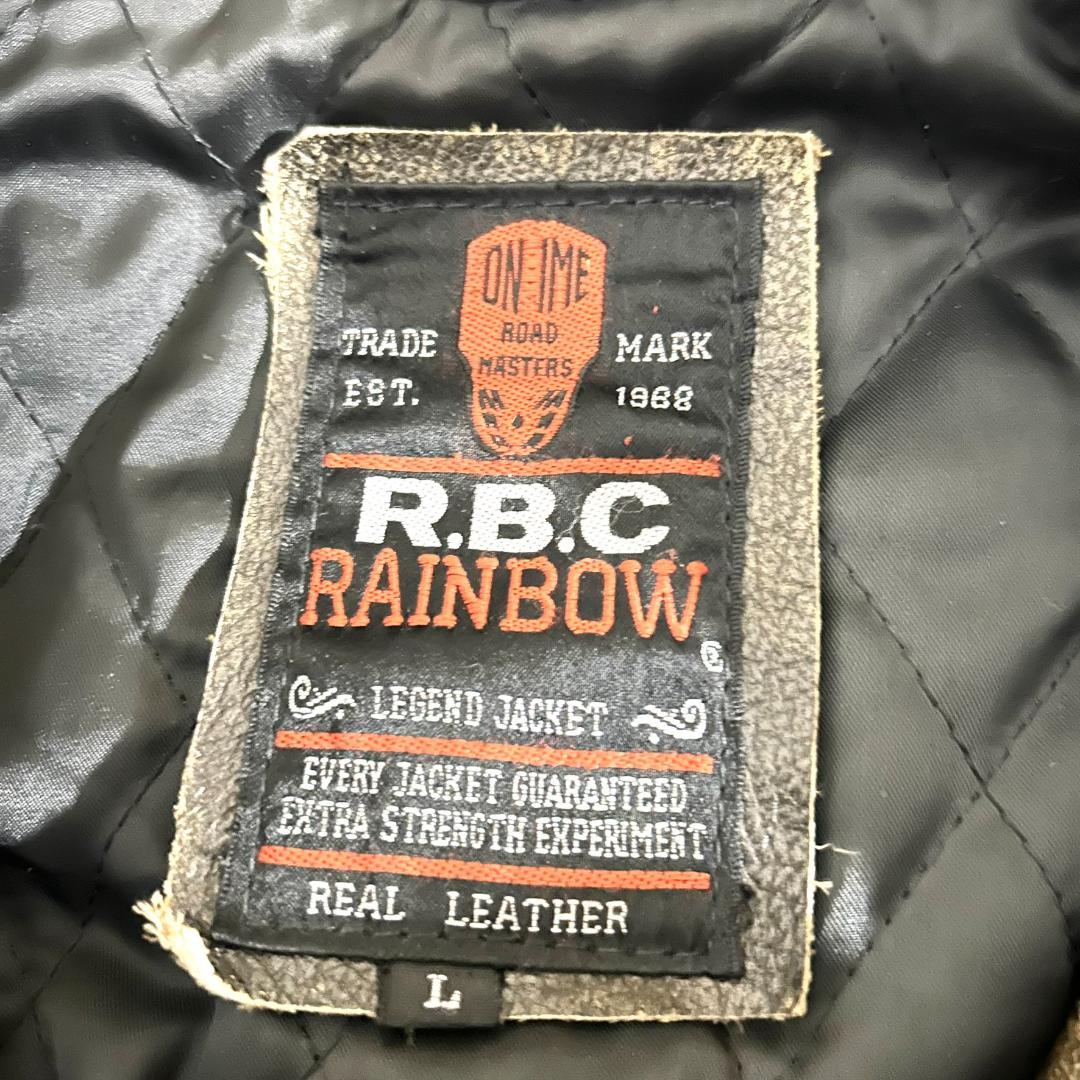 ON IME
ROAD
MASTERS
TRADE MARK
EST. 1968
R.B.C
RAINBOW
©
LEGEND JACKET
EVERY JACKET GUARANTEED
EXTRA STRENGTH EXPERIMENT
REAL LEATHER
L